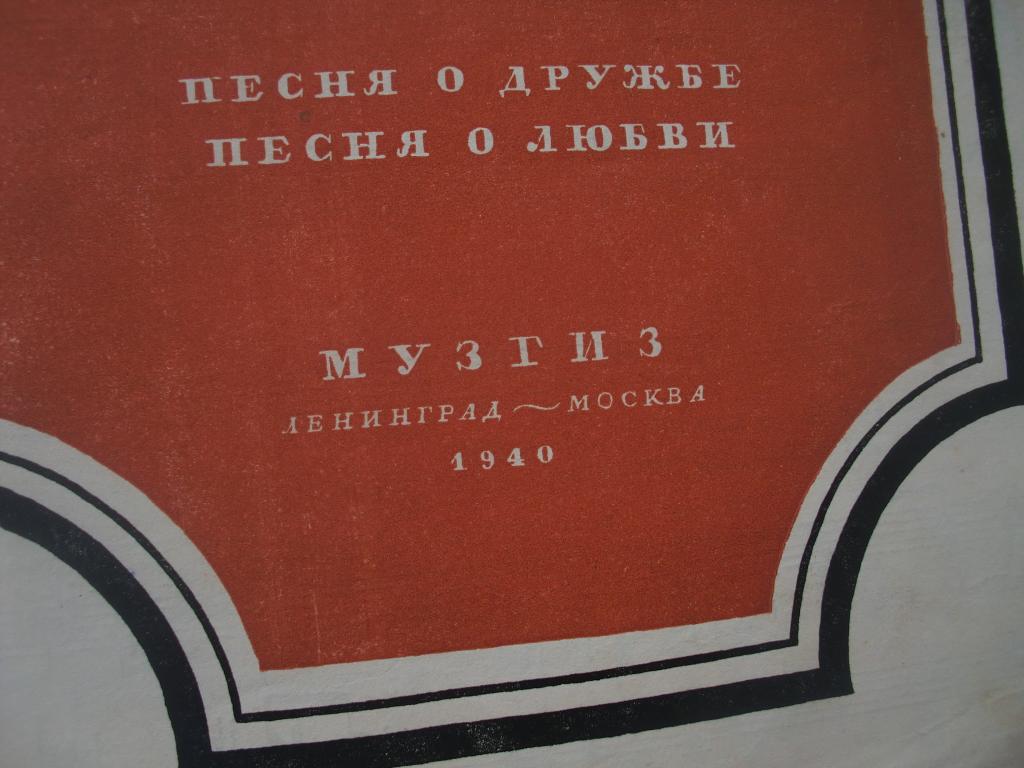 ПЕСНЯ О ДРУЖБЕ
ПЕСНЯ О ЛЮБВИ
МУЗГИЗ
ЛЕНИНГРАД ~ МОСКВА
1940